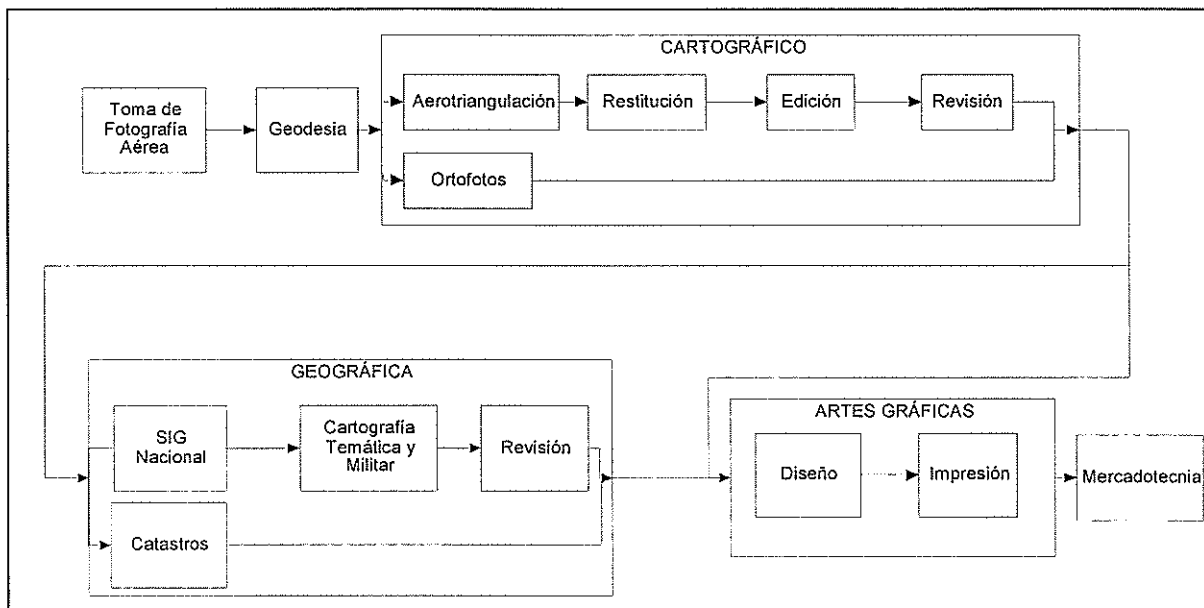 CARTOGRÁFICO
Toma de
Fotografía
Aérea
Geodesia
Aerotriangulación
Restitución
Edición
Revisión
Ortofotos
GEOGRÁFICA
SIG
Nacional
Cartografía
Temática y
Militar
Revisión
Catastros
ARTES GRÁFICAS
Diseño
Impresión
Mercadotecnia